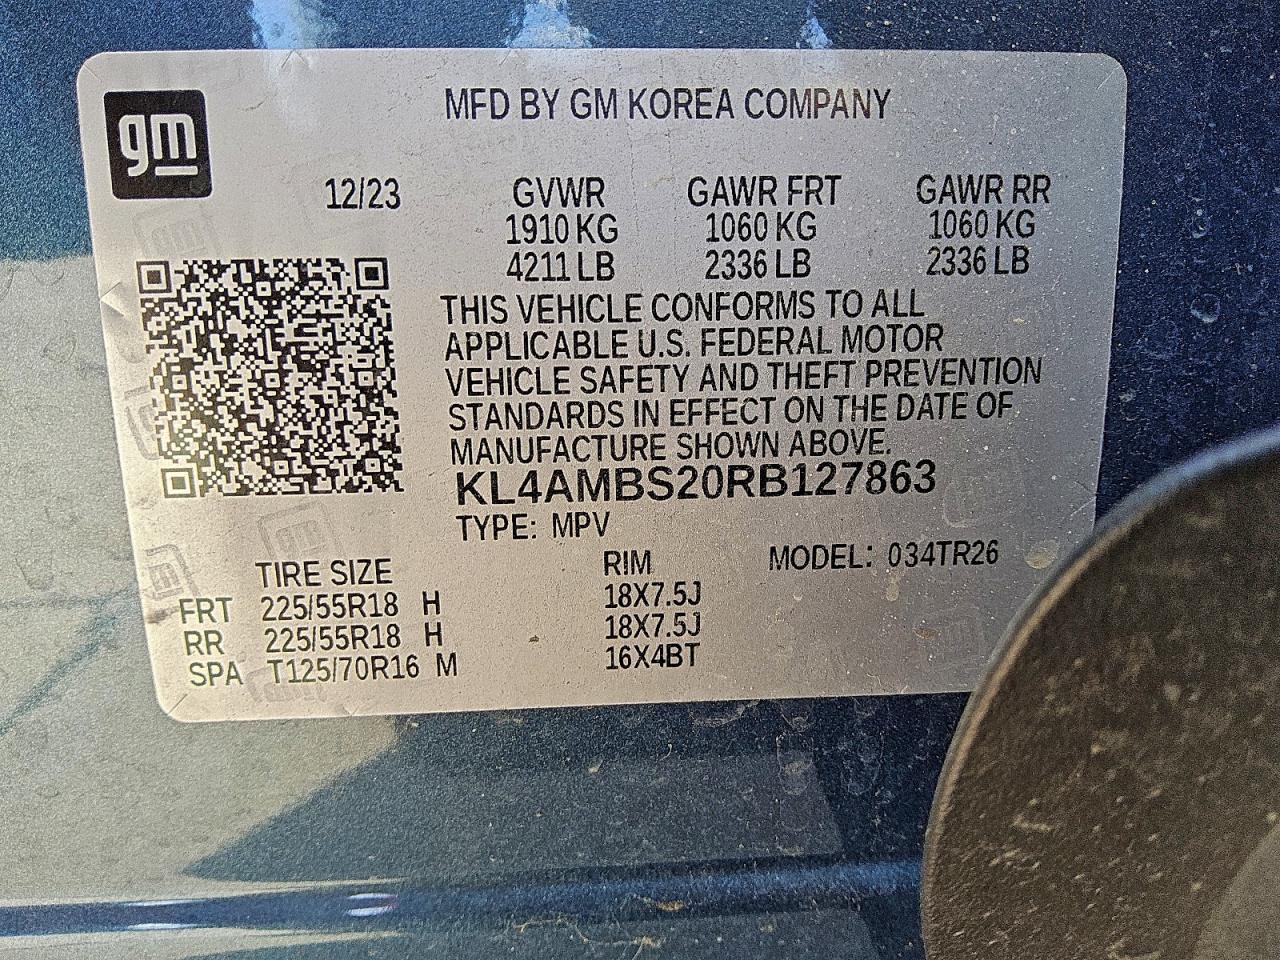 gm
MFD BY GM KOREA COMPANY
12/23 GVWR GAWR FRT GAWR RR
1910 KG 1060 KG 1060 KG
4211 LB 2336 LB 2336 LB
THIS VEHICLE CONFORMS TO ALL
APPLICABLE U.S. FEDERAL MOTOR
VEHICLE SAFETY AND THEFT PREVENTION
STANDARDS IN EFFECT ON THE DATE OF
MANUFACTURE SHOWN ABOVE.
KL4AMBS20RB127863
TYPE: MPV
TIRE SIZE RIM MODEL: 034TR26
FRT 225/55R18 H 18X7.5J
RR 225/55R18 H 18X7.5J
SPA T125/70R16 M 16X4BT